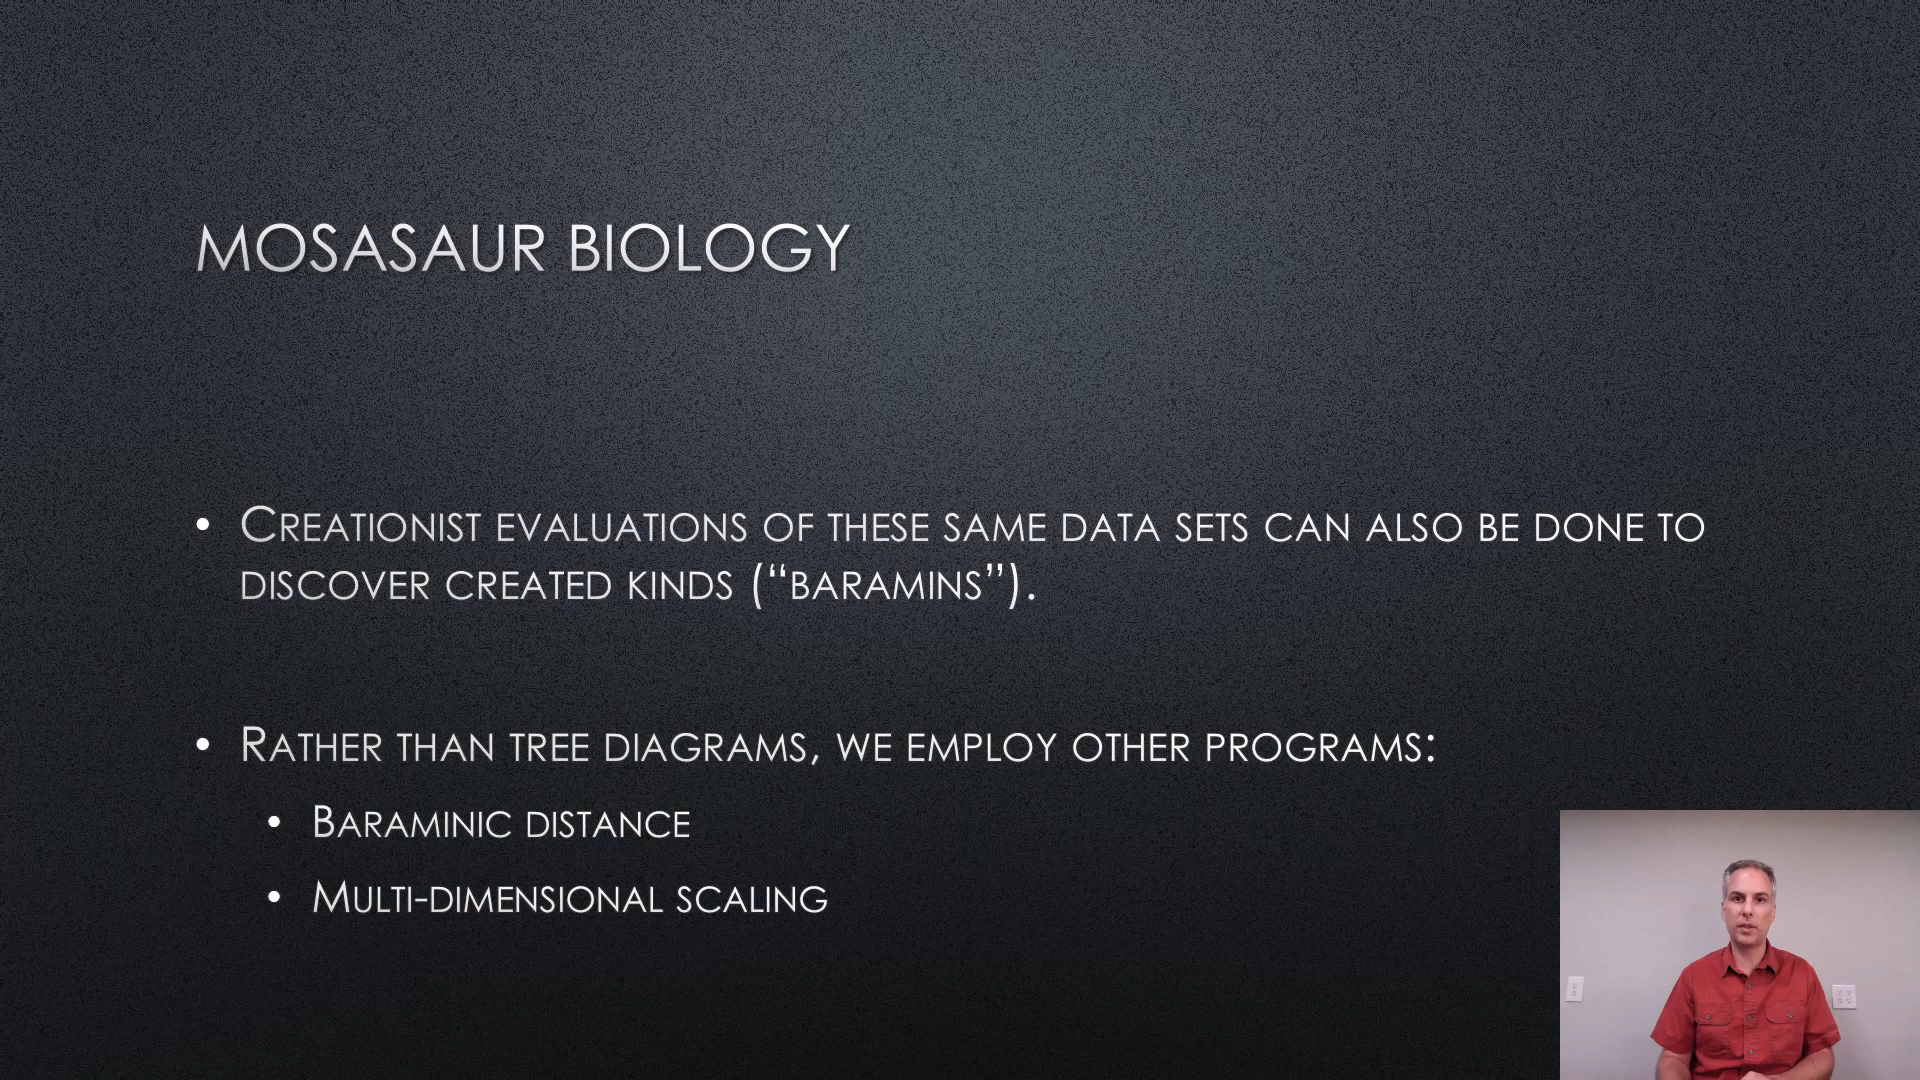 MOSASAUR BIOLOGY
• CREATIONIST EVALUATIONS OF THESE SAME DATA SETS CAN ALSO BE DONE TO
DISCOVER CREATED KINDS (“BARAMINS”).
• RATHER THAN TREE DIAGRAMS, WE EMPLOY OTHER PROGRAMS:
• BARAMINIC DISTANCE
• MULTI-DIMENSIONAL SCALING